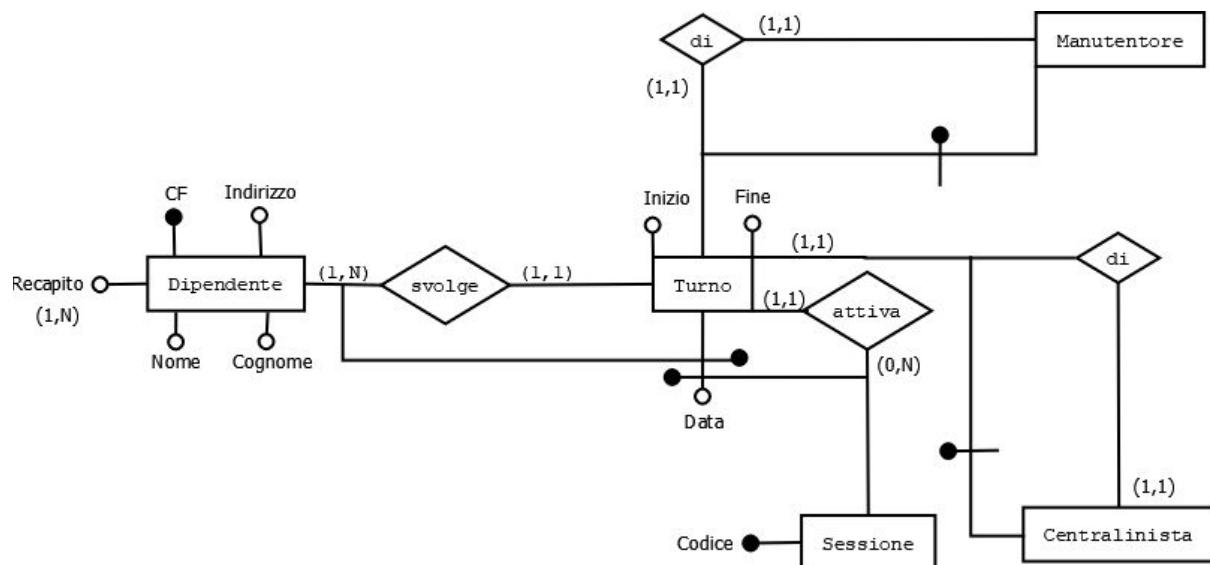 di
(1,1)
Manutentore
(1,1)
CF
Indirizzo
Inizio
Fine
(1,1)
di
Recapito
(1,N)
Dipendente
(1,N)
svolge
(1,1)
Turno
(1,1)
attiva
Nome
Cognome
(0,N)
Data
(1,1)
Codice
Sessione
Centralinista